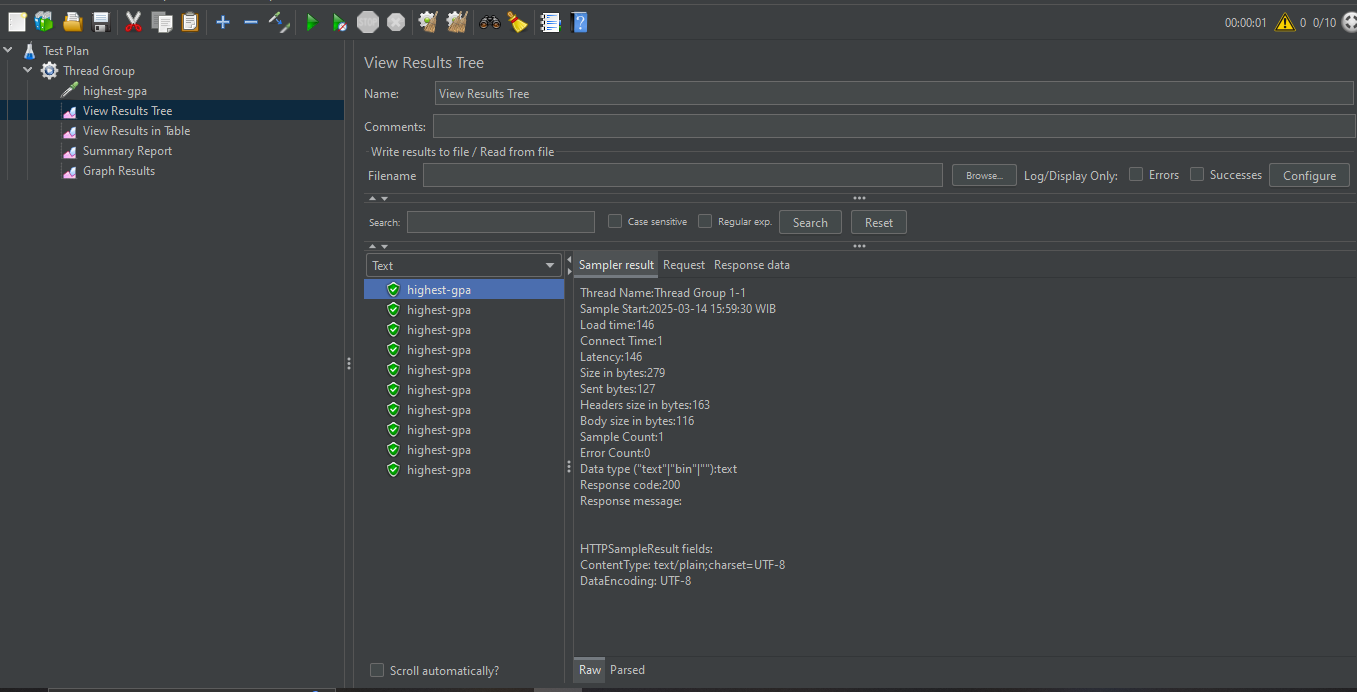 STOP
00:00:01
0
0/10
Test Plan
Thread Group
highest-gpa
View Results Tree
View Results in Table
Summary Report
Graph Results
View Results Tree
Name: View Results Tree
Comments:
Write results to file / Read from file
Filename Browse... Log/Display Only: Errors Successes Configure
Search: Case sensitive Regular exp. Search Reset
Text
highest-gpa
highest-gpa
highest-gpa
highest-gpa
highest-gpa
highest-gpa
highest-gpa
highest-gpa
highest-gpa
highest-gpa
Scroll automatically?
Sampler result Request Response data
Thread Name:Thread Group 1-1
Sample Start:2025-03-14 15:59:30 WIB
Load time:146
Connect Time:1
Latency:146
Size in bytes:279
Sent bytes:127
Headers size in bytes:163
Body size in bytes:116
Sample Count:1
Error Count:0
Data type ("text"|"bin"|""):text
Response code:200
Response message:
HTTPSampleResult fields:
ContentType: text/plain;charset=UTF-8
DataEncoding: UTF-8
Raw Parsed